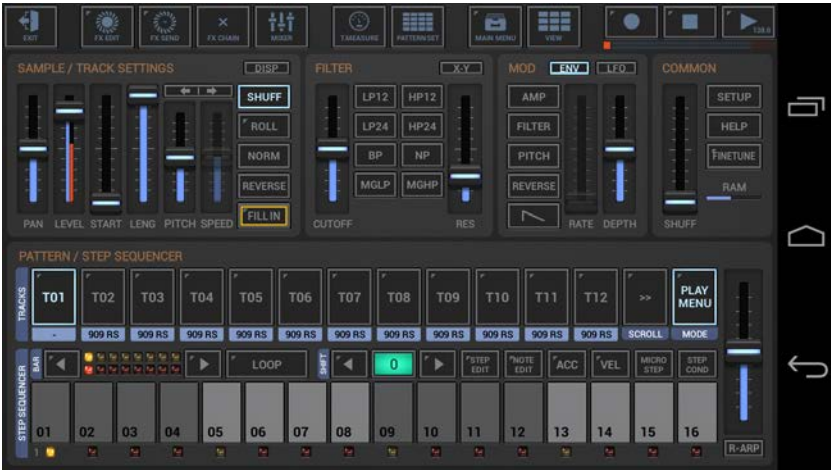 EXIT FX EDIT FX SEND FX CHAIN MIXER T.MEASURE PATTERN SET MAIN MENU VIEW 138.6
SAMPLE / TRACK SETTINGS DISP FILTER X-Y MOD ENV LFO COMMON
SHUFF LP12 HP12 AMP SETUP
ROLL LP24 HP24 FILTER HELP
NORM BP NP PITCH FINETUNE
REVERSE MGLP MGHP REVERSE RAM
FILL IN
PAN LEVEL START LENG PITCH SPEED CUTOFF RES RATE DEPTH SHUFF
PATTERN / STEP SEQUENCER
TRACKS T01 T02 T03 T04 T05 T06 T07 T08 T09 T10 T11 T12 >> PLAY MENU
- 909 RS 909 RS 909 RS 909 RS 909 RS 909 RS 909 RS 909 RS 909 RS 909 RS 909 RS SCROLL MODE
BAR LOOP SHIFT 0 STEP EDIT NOTE EDIT ACC VEL MICRO STEP STEP COND
STEP SEQUENCER 01 02 03 04 05 06 07 08 09 10 11 12 13 14 15 16
1 R-ARP